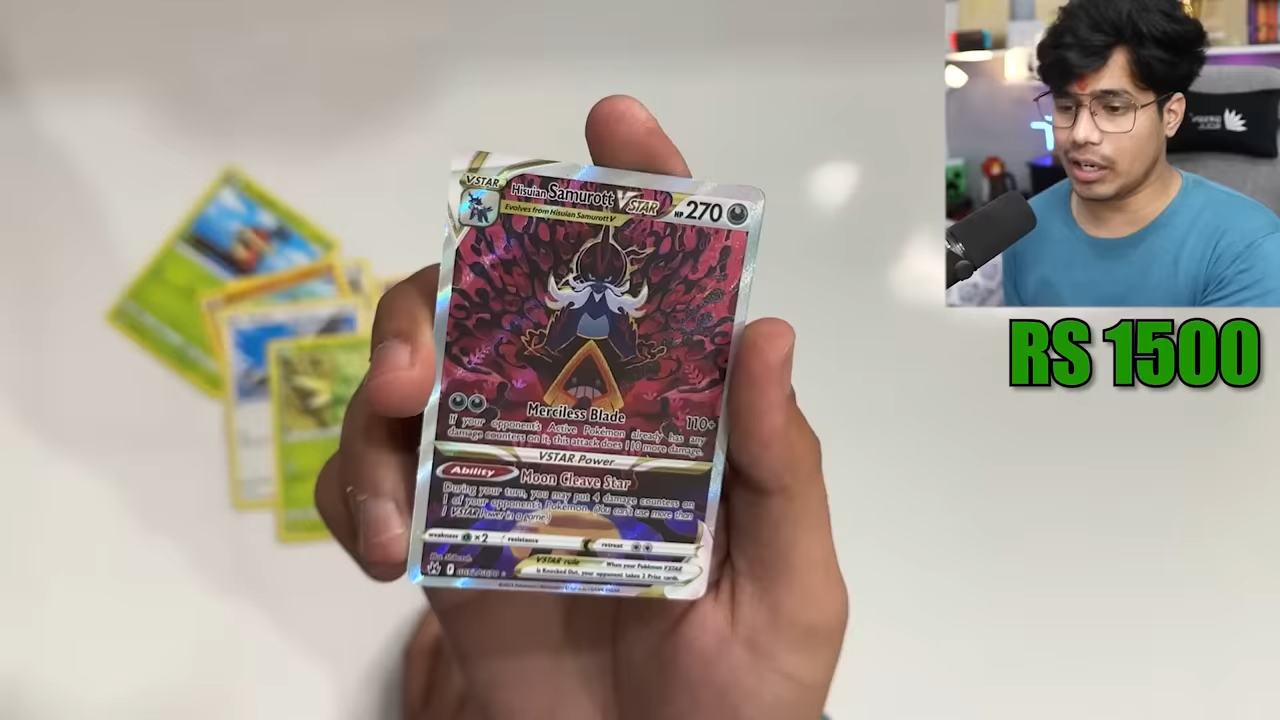 VSTAR
Hisuian Samurott VSTAR HP 270
Evolves from Hisuian Samurott V
RS 1500
Merciless Blade 110+
If your opponent's Active Pokémon already has any
damage counters on it, this attack does 110 more damage.
VSTAR Power
Ability Moon Cleave Star
During your turn, you may put 4 damage counters on
1 of your opponent's Pokémon. (You can't use more than
1 VSTAR Power in a game.)
weakness ×2 resistance retreat
VSTAR rule When your Pokémon VSTAR
is Knocked Out, your opponent takes 2 Prize cards.